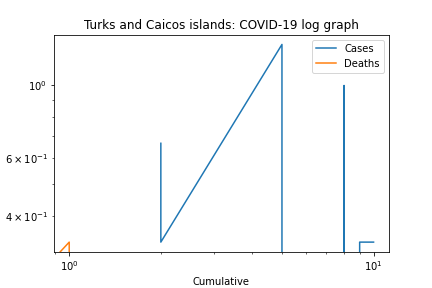 Turks and Caicos islands: COVID-19 log graph
Cases
Deaths
10⁰
6 × 10⁻¹
4 × 10⁻¹
10⁰
10¹
Cumulative